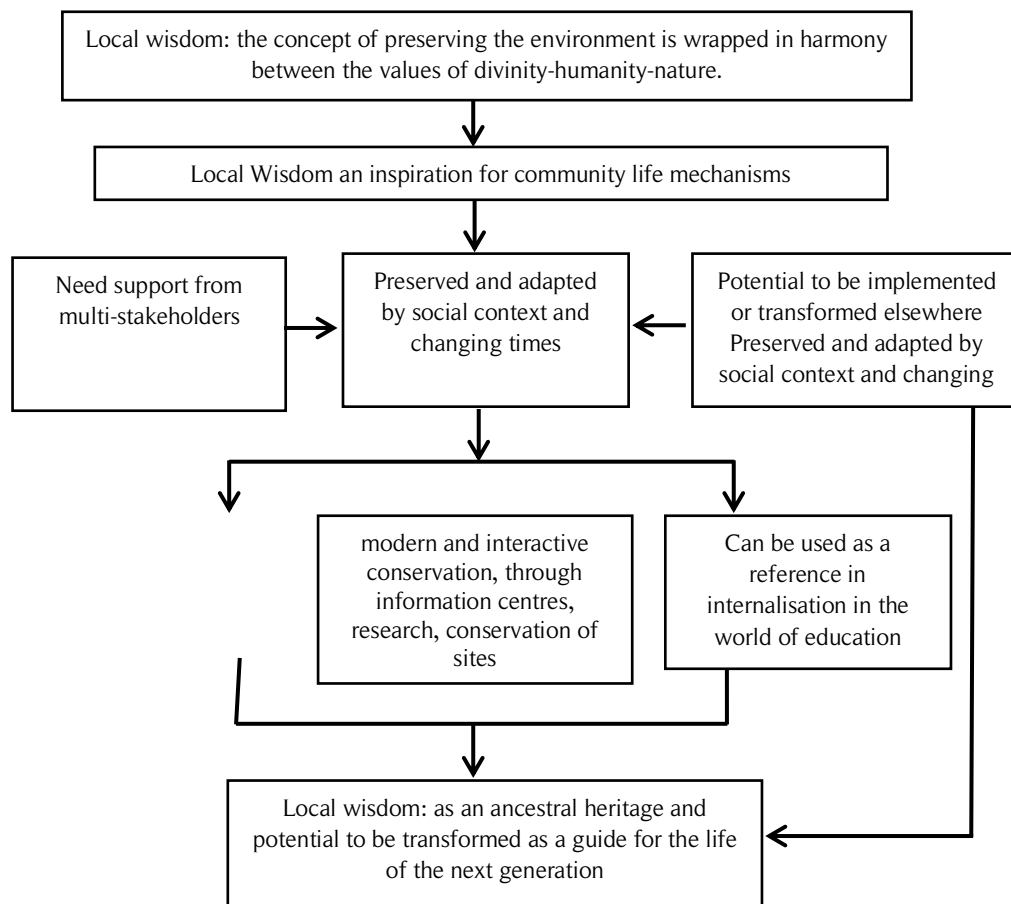 Local wisdom: the concept of preserving the environment is wrapped in harmony
between the values of divinity-humanity-nature.
Local Wisdom an inspiration for community life mechanisms
Need support from
multi-stakeholders
Preserved and adapted
by social context and
changing times
Potential to be implemented
or transformed elsewhere
Preserved and adapted by
social context and changing
modern and interactive
conservation, through
information centres,
research, conservation of
sites
Can be used as a
reference in
internalisation in the
world of education
Local wisdom: as an ancestral heritage and
potential to be transformed as a guide for the life
of the next generation